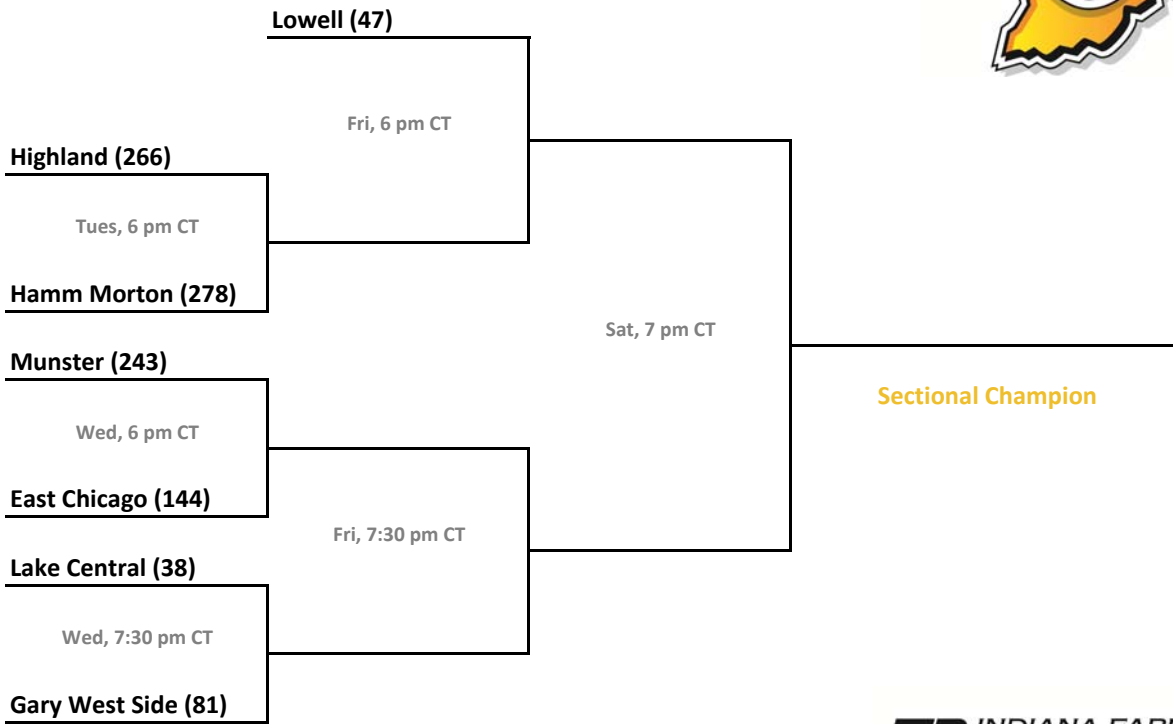 Lowell (47)
Fri, 6 pm CT
Highland (266)
Tues, 6 pm CT
Hamm Morton (278)
Sat, 7 pm CT
Munster (243)
Sectional Champion
Wed, 6 pm CT
East Chicago (144)
Fri, 7:30 pm CT
Lake Central (38)
Wed, 7:30 pm CT
Gary West Side (81)
INDIANA